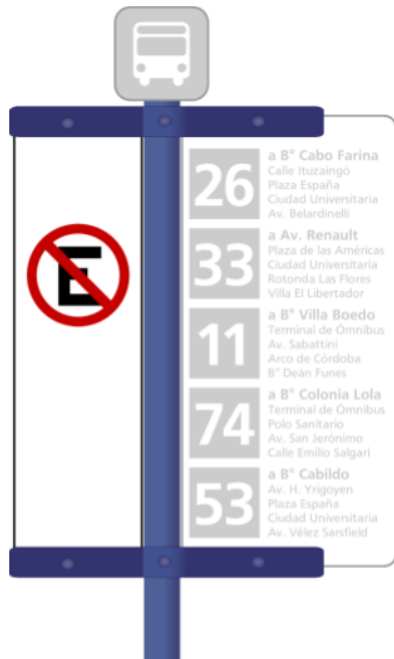 E
26
a B° Cabo Farina
Calle Ituzaingó
Plaza España
Ciudad Universitaria
Av. Belardinelli
33
a Av. Renault
Plaza de las Américas
Ciudad Universitaria
Rotonda Las Flores
Villa El Libertador
11
a B° Villa Boedo
Terminal de Ómnibus
Av. Sabattini
Arco de Córdoba
B° Deán Funes
74
a B° Colonia Lola
Terminal de Ómnibus
Polo Sanitario
Av. San Jerónimo
Calle Emilio Salgari
53
a B° Cabildo
Av. H. Yrigoyen
Plaza España
Ciudad Universitaria
Av. Vélez Sarsfield